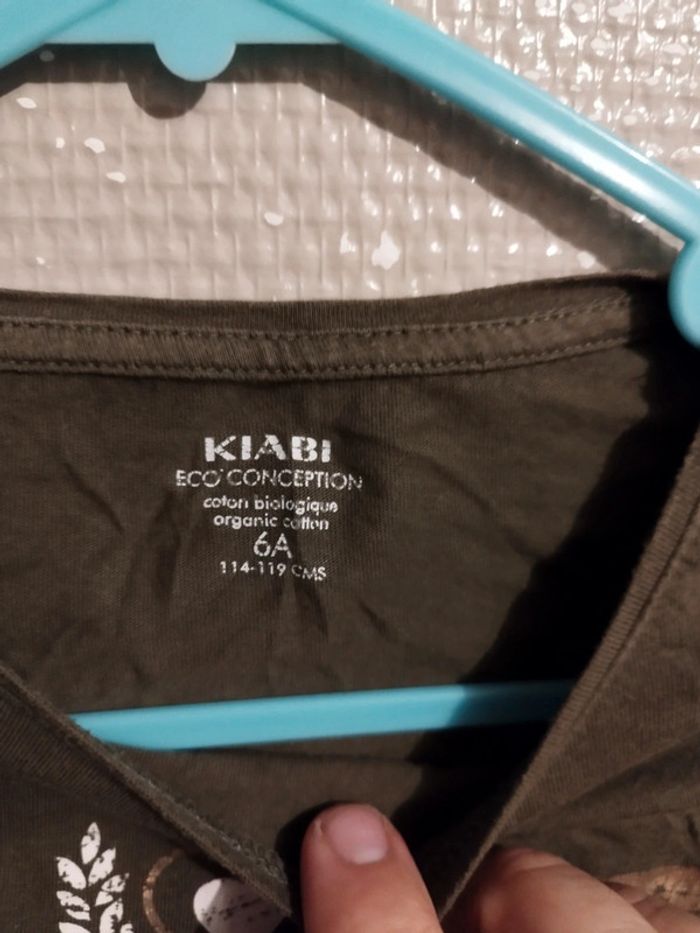 KIABI
ECO'CONCEPTION
coton biologique
organic cotton
6A
114-119 CMS